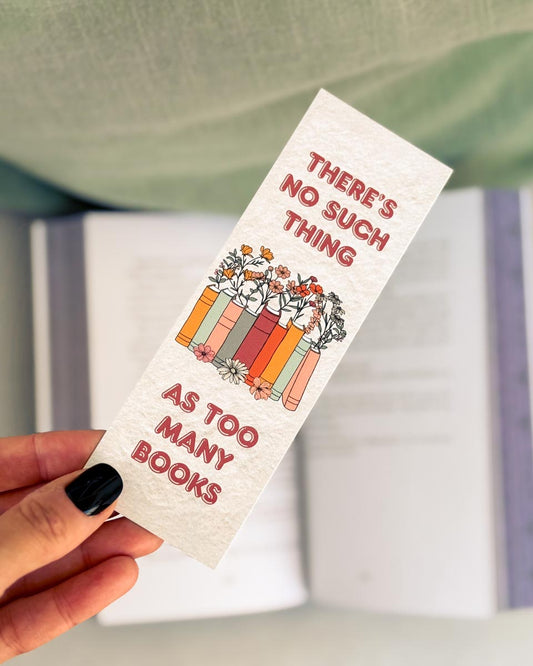 THERE'S
NO SUCH
THING
AS TOO
MANY
BOOKS